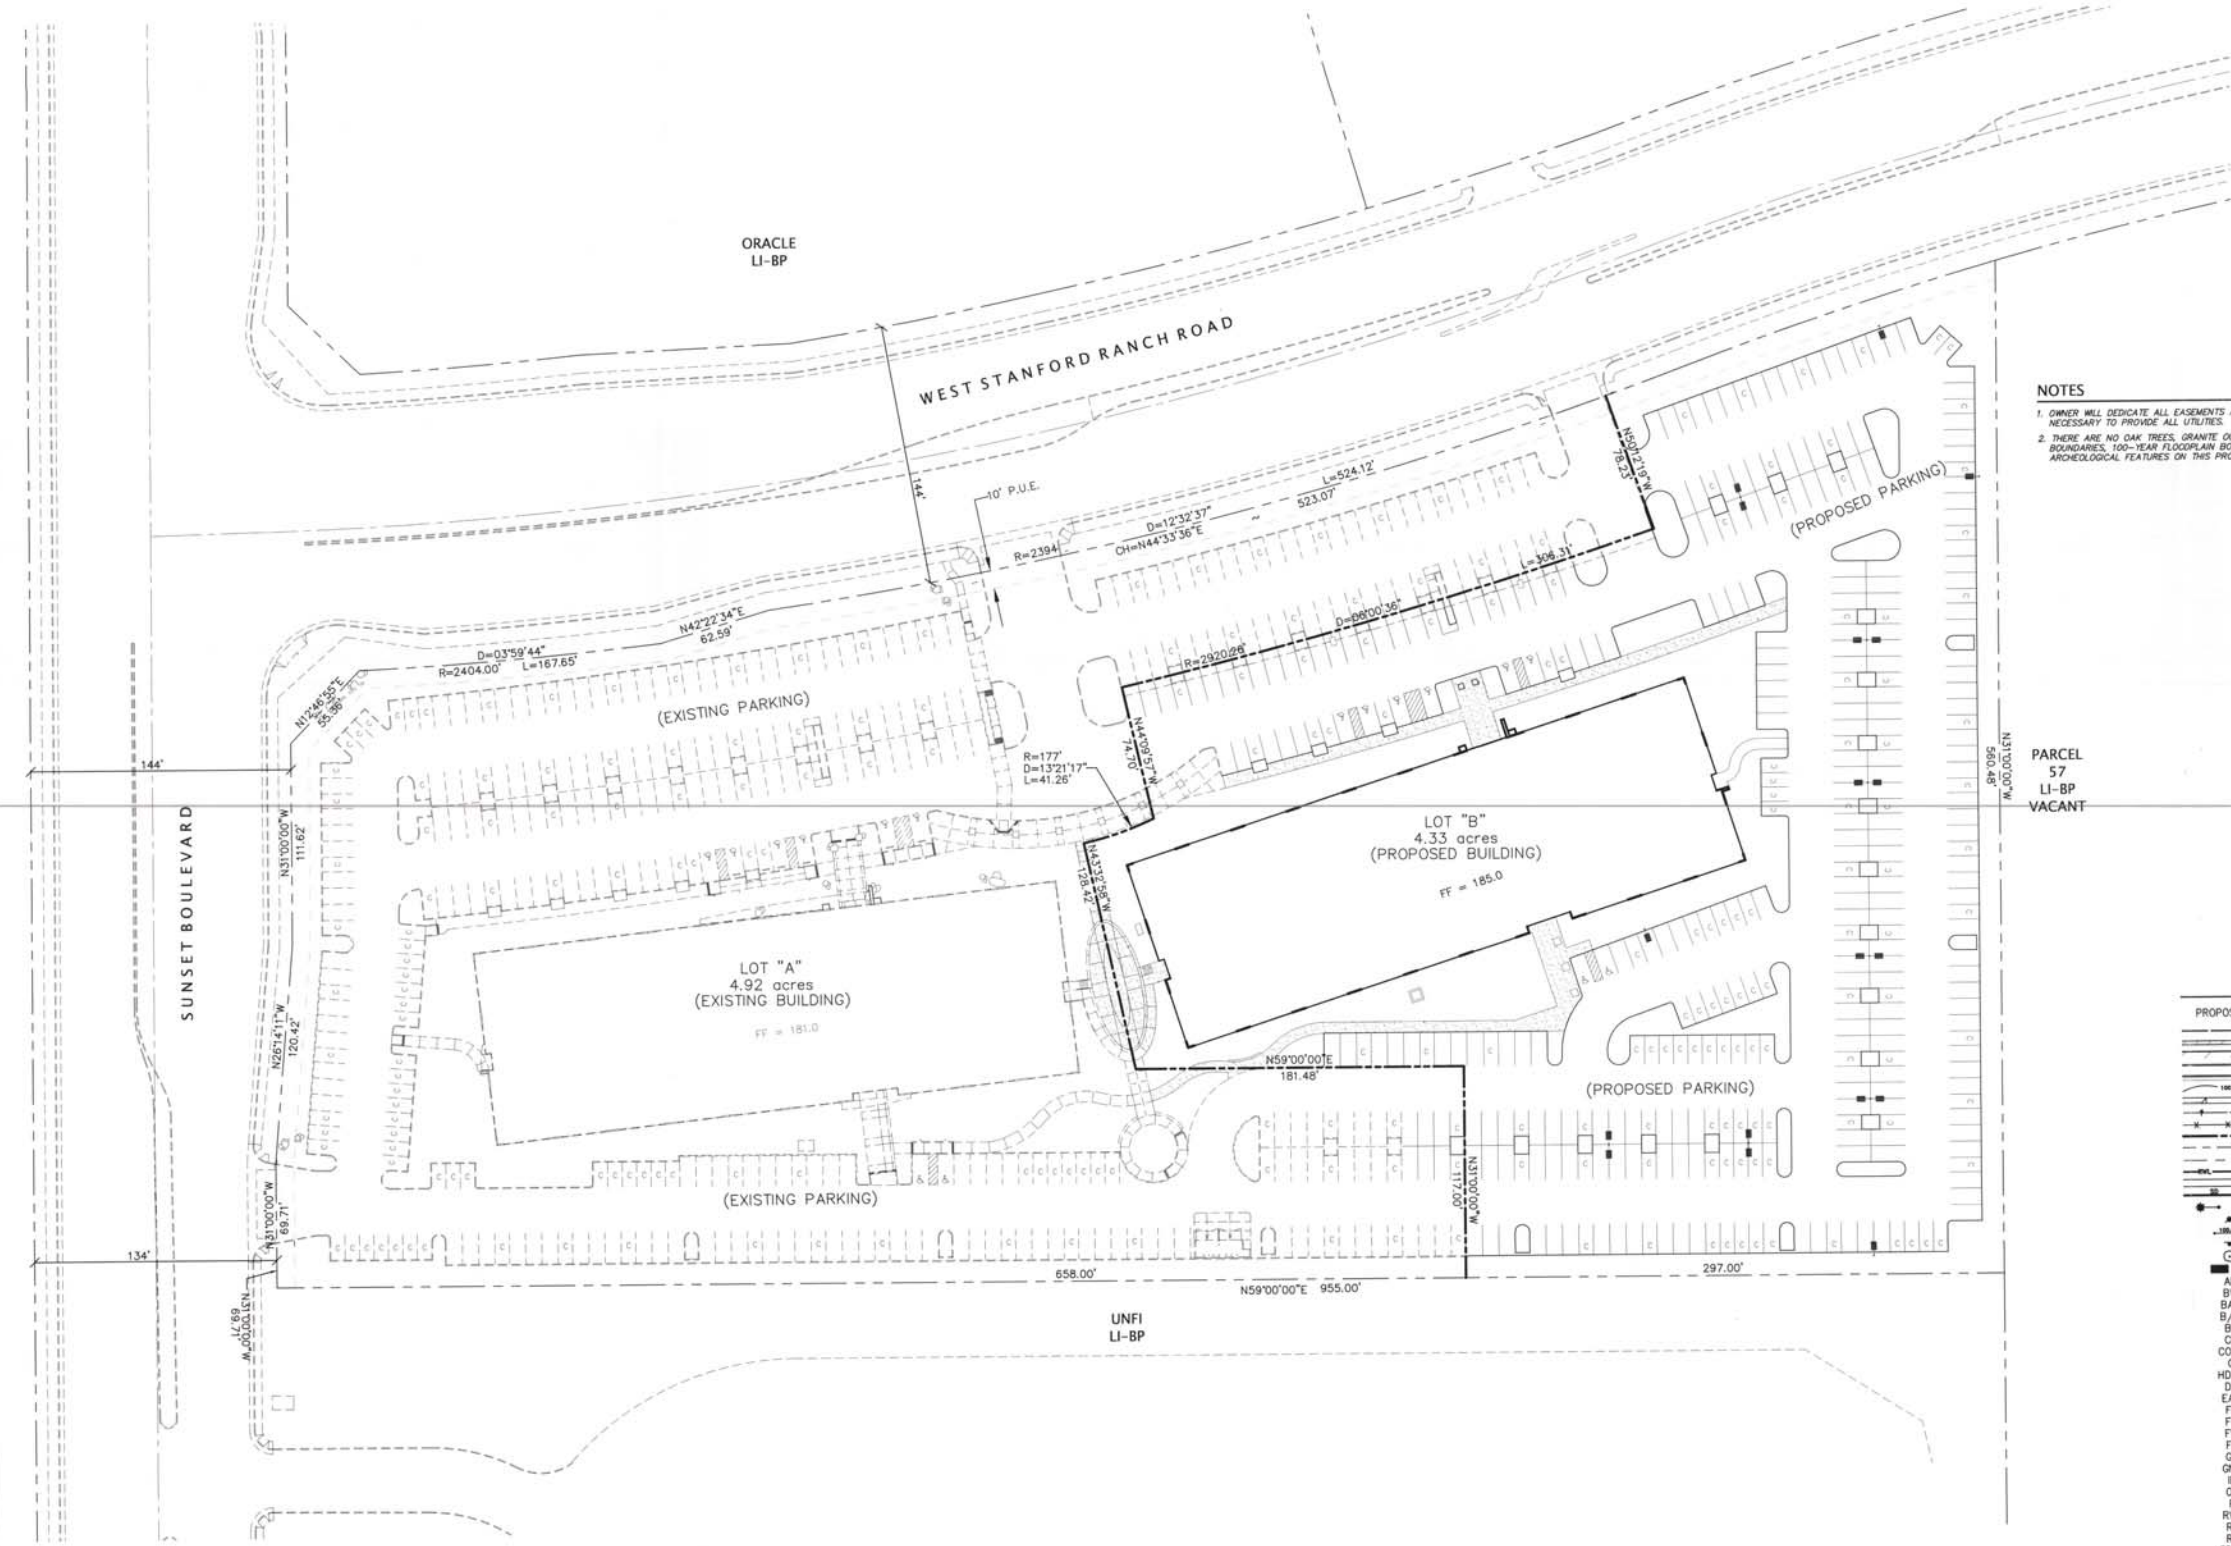 ORACLE
LI-BP
WEST STANFORD RANCH ROAD
NOTES
1. OWNER WILL DEDICATE ALL EASEMENTS
NECESSARY TO PROVIDE ALL UTILITIES.
2. THERE ARE NO OAK TREES, GRANITE
BOUNDARIES, 100-YEAR FLOODPLAIN
ARCHEOLOGICAL FEATURES ON THIS
N50°12'19"W
78.23'
(PROPOSED PARKING)
144'
10' P.U.E.
L=524.12'
523.07'
D=12°32'37"
CH=N44°33'36"E
R=2394
L=306.31'
D=06°00'36"
R=2920.26'
N42°22'34"E
62.59'
D=03°59'44"
R=2404.00' L=167.65'
N12°46'55"E
55.36'
(EXISTING PARKING)
N44°09'57"W
74.70'
R=177'
D=13°21'17"
L=41.26'
144'
SUNSET BOULEVARD
N31°00'00"W
111.62'
N31°00'00"W
560.48'
PARCEL
57
LI-BP
VACANT
LOT "B"
4.33 acres
(PROPOSED BUILDING)
FF = 185.0
N43°32'58"W
128.42'
LOT "A"
4.92 acres
(EXISTING BUILDING)
FF = 181.0
N26°14'11"W
120.42'
N59°00'00"E
181.48'
(PROPOSED PARKING)
N31°00'00"W
117.00'
(EXISTING PARKING)
N31°00'00"W
69.71'
134'
658.00'
297.00'
N59°00'00"E 955.00'
N31°00'00"W
69.71'
UNFI
LI-BP